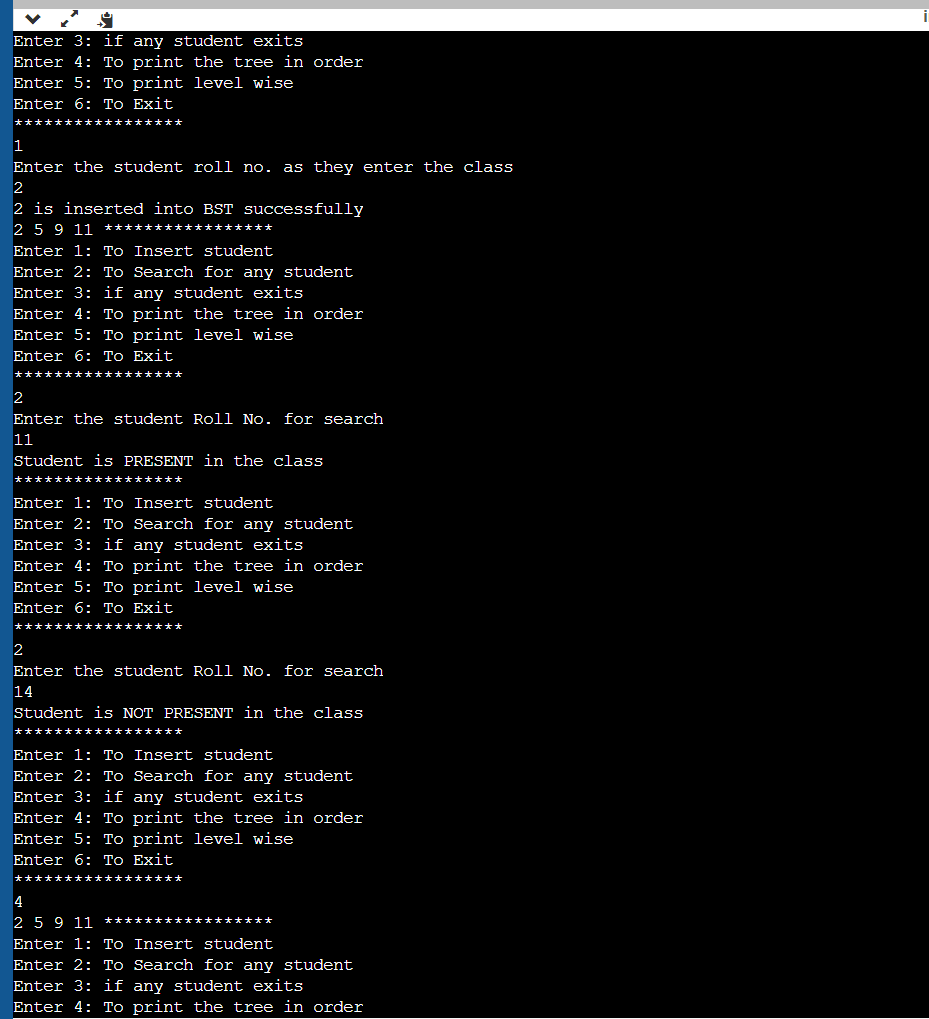 Enter 3: if any student exits
Enter 4: To print the tree in order
Enter 5: To print level wise
Enter 6: To Exit
*****************
1
Enter the student roll no. as they enter the class
2
2 is inserted into BST successfully
2 5 9 11 *****************
Enter 1: To Insert student
Enter 2: To Search for any student
Enter 3: if any student exits
Enter 4: To print the tree in order
Enter 5: To print level wise
Enter 6: To Exit
*****************
2
Enter the student Roll No. for search
11
Student is PRESENT in the class
*****************
Enter 1: To Insert student
Enter 2: To Search for any student
Enter 3: if any student exits
Enter 4: To print the tree in order
Enter 5: To print level wise
Enter 6: To Exit
*****************
2
Enter the student Roll No. for search
14
Student is NOT PRESENT in the class
*****************
Enter 1: To Insert student
Enter 2: To Search for any student
Enter 3: if any student exits
Enter 4: To print the tree in order
Enter 5: To print level wise
Enter 6: To Exit
*****************
4
2 5 9 11 *****************
Enter 1: To Insert student
Enter 2: To Search for any student
Enter 3: if any student exits
Enter 4: To print the tree in order